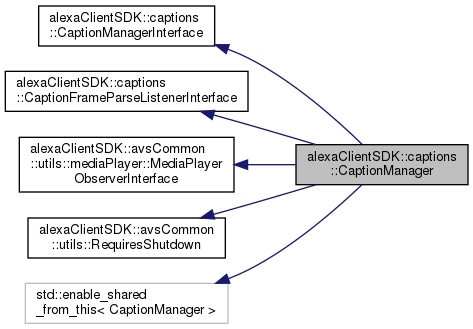 alexaClientSDK::captions
::CaptionManagerInterface
alexaClientSDK::captions
::CaptionFrameParseListenerInterface
alexaClientSDK::avsCommon
::utils::mediaPlayer::MediaPlayer
ObserverInterface
alexaClientSDK::avsCommon
::utils::RequiresShutdown
std::enable_shared
_from_this< CaptionManager >
alexaClientSDK::captions
::CaptionManager